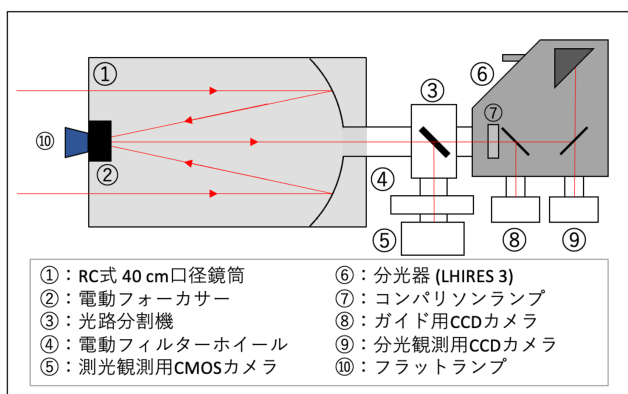 ①
③
⑥
⑦
⑩
②
④
⑤
⑧
⑨
①：RC式 40 cm口径鏡筒
②：電動フォーカサー
③：光路分割機
④：電動フィルターホイール
⑤：測光観測用CMOSカメラ
⑥：分光器 (LHIRES 3)
⑦：コンパリソンランプ
⑧：ガイド用CCDカメラ
⑨：分光観測用CCDカメラ
⑩：フラットランプ